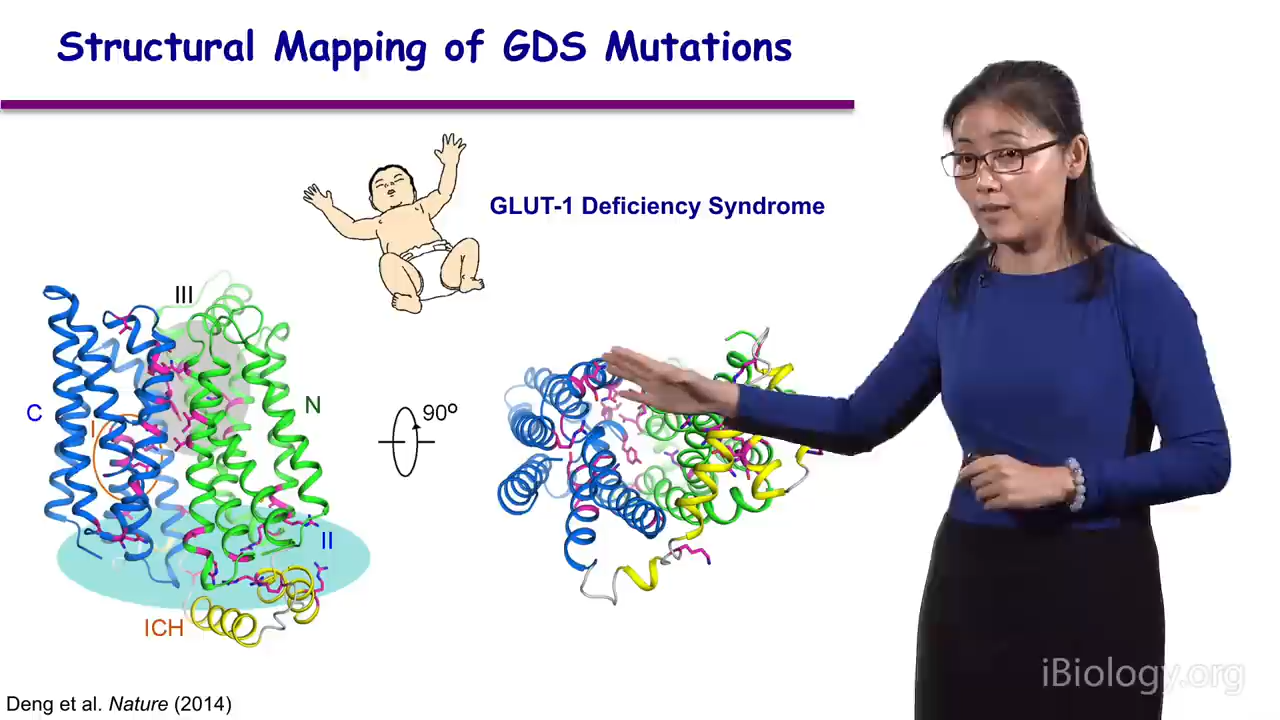 Structural Mapping of GDS Mutations
GLUT-1 Deficiency Syndrome
III
C
I
N
90º
II
ICH
Deng et al. Nature (2014)
iBiology.org